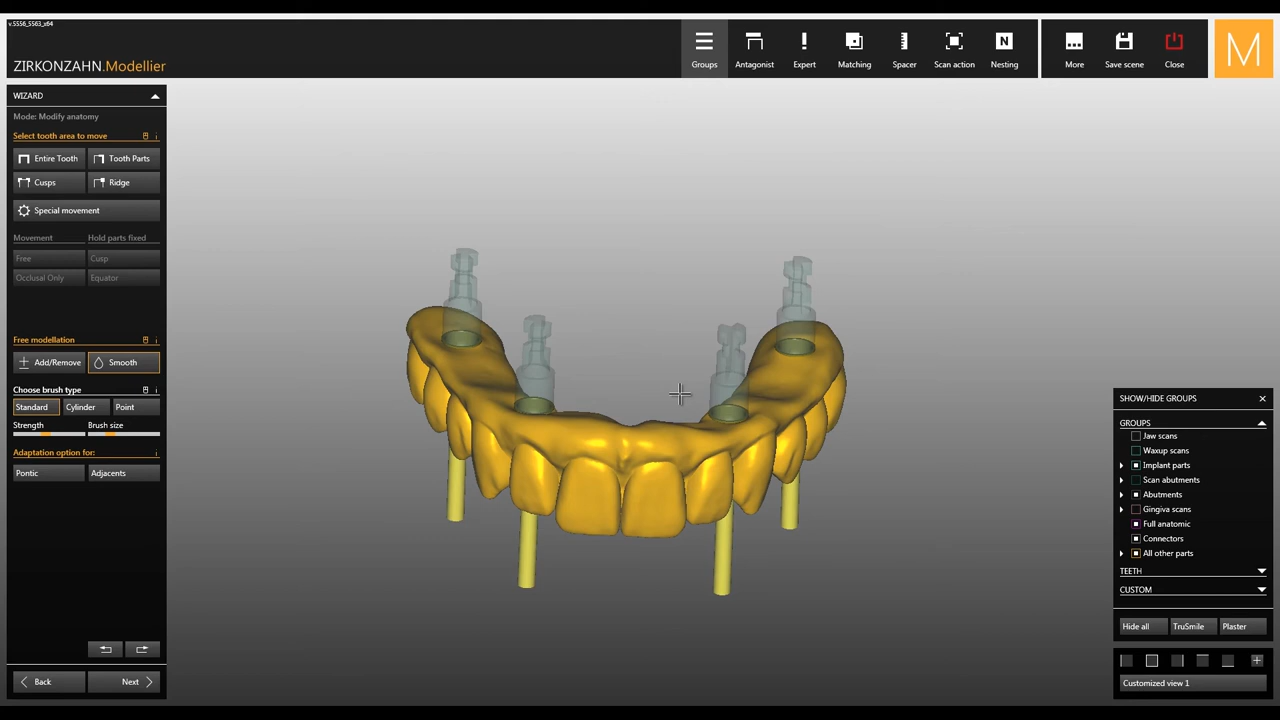 v.5556_5563_x64
ZIRKONZAHN.Modellier
Groups
Antagonist
Expert
Matching
Spacer
Scan action
N
Nesting
More
Save scene
Close
M
WIZARD
Mode: Modify anatomy
Select tooth area to move
Entire Tooth
Tooth Parts
Cusps
Ridge
Special movement
Movement
Hold parts fixed
Free
Cusp
Occlusal Only
Equator
Free modellation
Add/Remove
Smooth
Choose brush type
Standard
Cylinder
Point
Strength
Brush size
Adaptation option for:
Pontic
Adjacents
Back
Next
SHOW/HIDE GROUPS
GROUPS
Jaw scans
Waxup scans
Implant parts
Scan abutments
Abutments
Gingiva scans
Full anatomic
Connectors
All other parts
TEETH
CUSTOM
Hide all
TruSmile
Plaster
Customized view 1